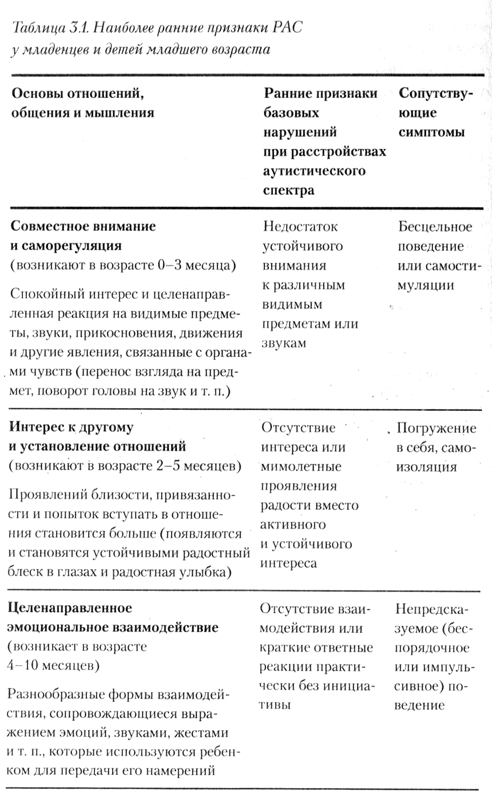 Таблица 3.1. Наиболее ранние признаки РАС
у младенцев и детей младшего возраста
Основы отношений,
общения и мышления
Ранние признаки
базовых
нарушений
при расстройствах
аутистического
спектра
Сопутству-
ющие
симптомы
Совместное внимание
и саморегуляция
(возникают в возрасте 0–3 месяца)
Спокойный интерес и целенаправ-
ленная реакция на видимые предме-
ты, звуки, прикосновения, движения
и другие явления, связанные с органа-
ми чувств (перенос взгляда на пред-
мет, поворот головы на звук и т. п.)
Недостаток
устойчивого
внимания
к различным
видимым
предметам или
звукам
Бесцельное
поведение
или самости-
муляции
Интерес к другому
и установление отношений
(возникают в возрасте 2–5 месяцев)
Проявлений близости, привязанно-
сти и попыток вступать в отноше-
ния становится больше (появляются
и становятся устойчивыми радостный
блеск в глазах и радостная улыбка)
Отсутствие
интереса или
мимолетные
проявления
радости вместо
активного
и устойчивого
интереса
Погружение
в себя, само-
изоляция
Целенаправленное
эмоциональное взаимодействие
(возникает в возрасте
4–10 месяцев)
Разнообразные формы взаимодей-
ствия, сопровождающиеся выра-
жением эмоций, звуками, жестами
и т. п., которые используются ребен-
ком для передачи его намерений
Отсутствие взаи-
модействия или
краткие ответные
реакции практи-
чески без инициа-
тивы
Непредска-
зуемое (бес-
порядочное
или импуль-
сивное) по-
ведение